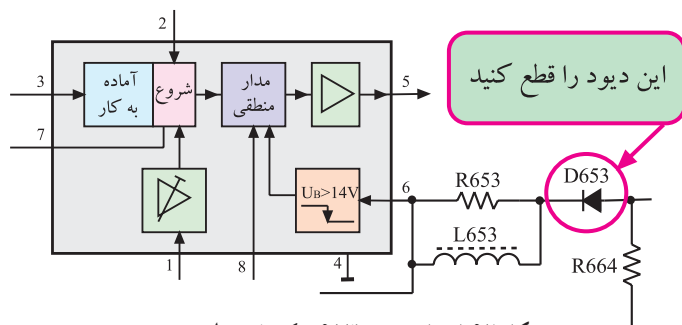 2
این دیود را قطع کنید
3
آماده
به کار
شروع
مدار
منطقی
5
7
UB>14V
6
R653
D653
L653
R664
1
8
4